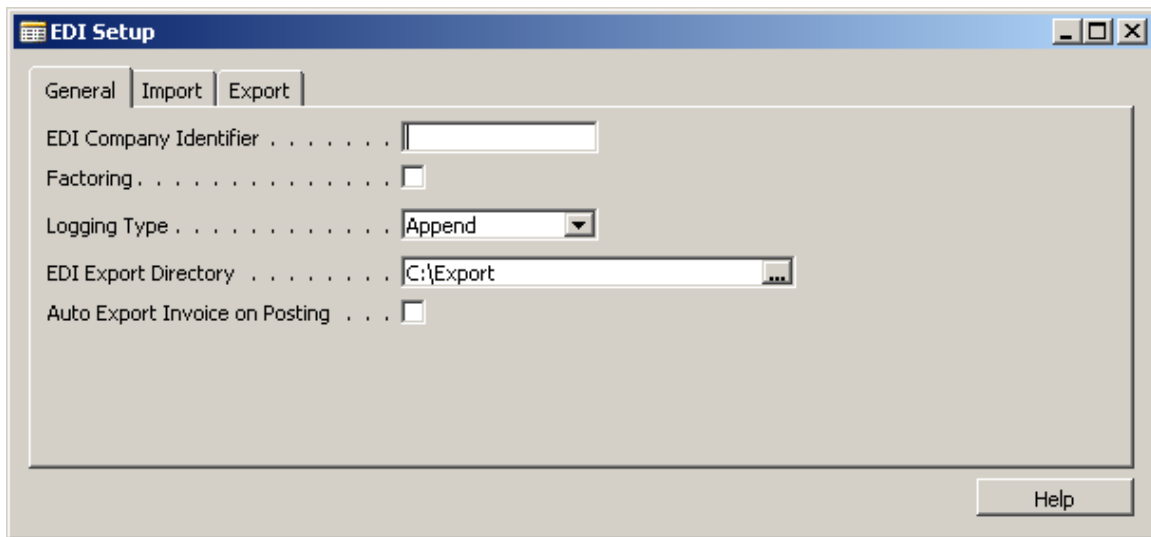 EDI Setup
General Import Export
EDI Company Identifier . . . . . . .
Factoring. . . . . . . . . . . . . .
Logging Type . . . . . . . . . . . . Append
EDI Export Directory . . . . . . . . C:\Export ...
Auto Export Invoice on Posting . . .
Help